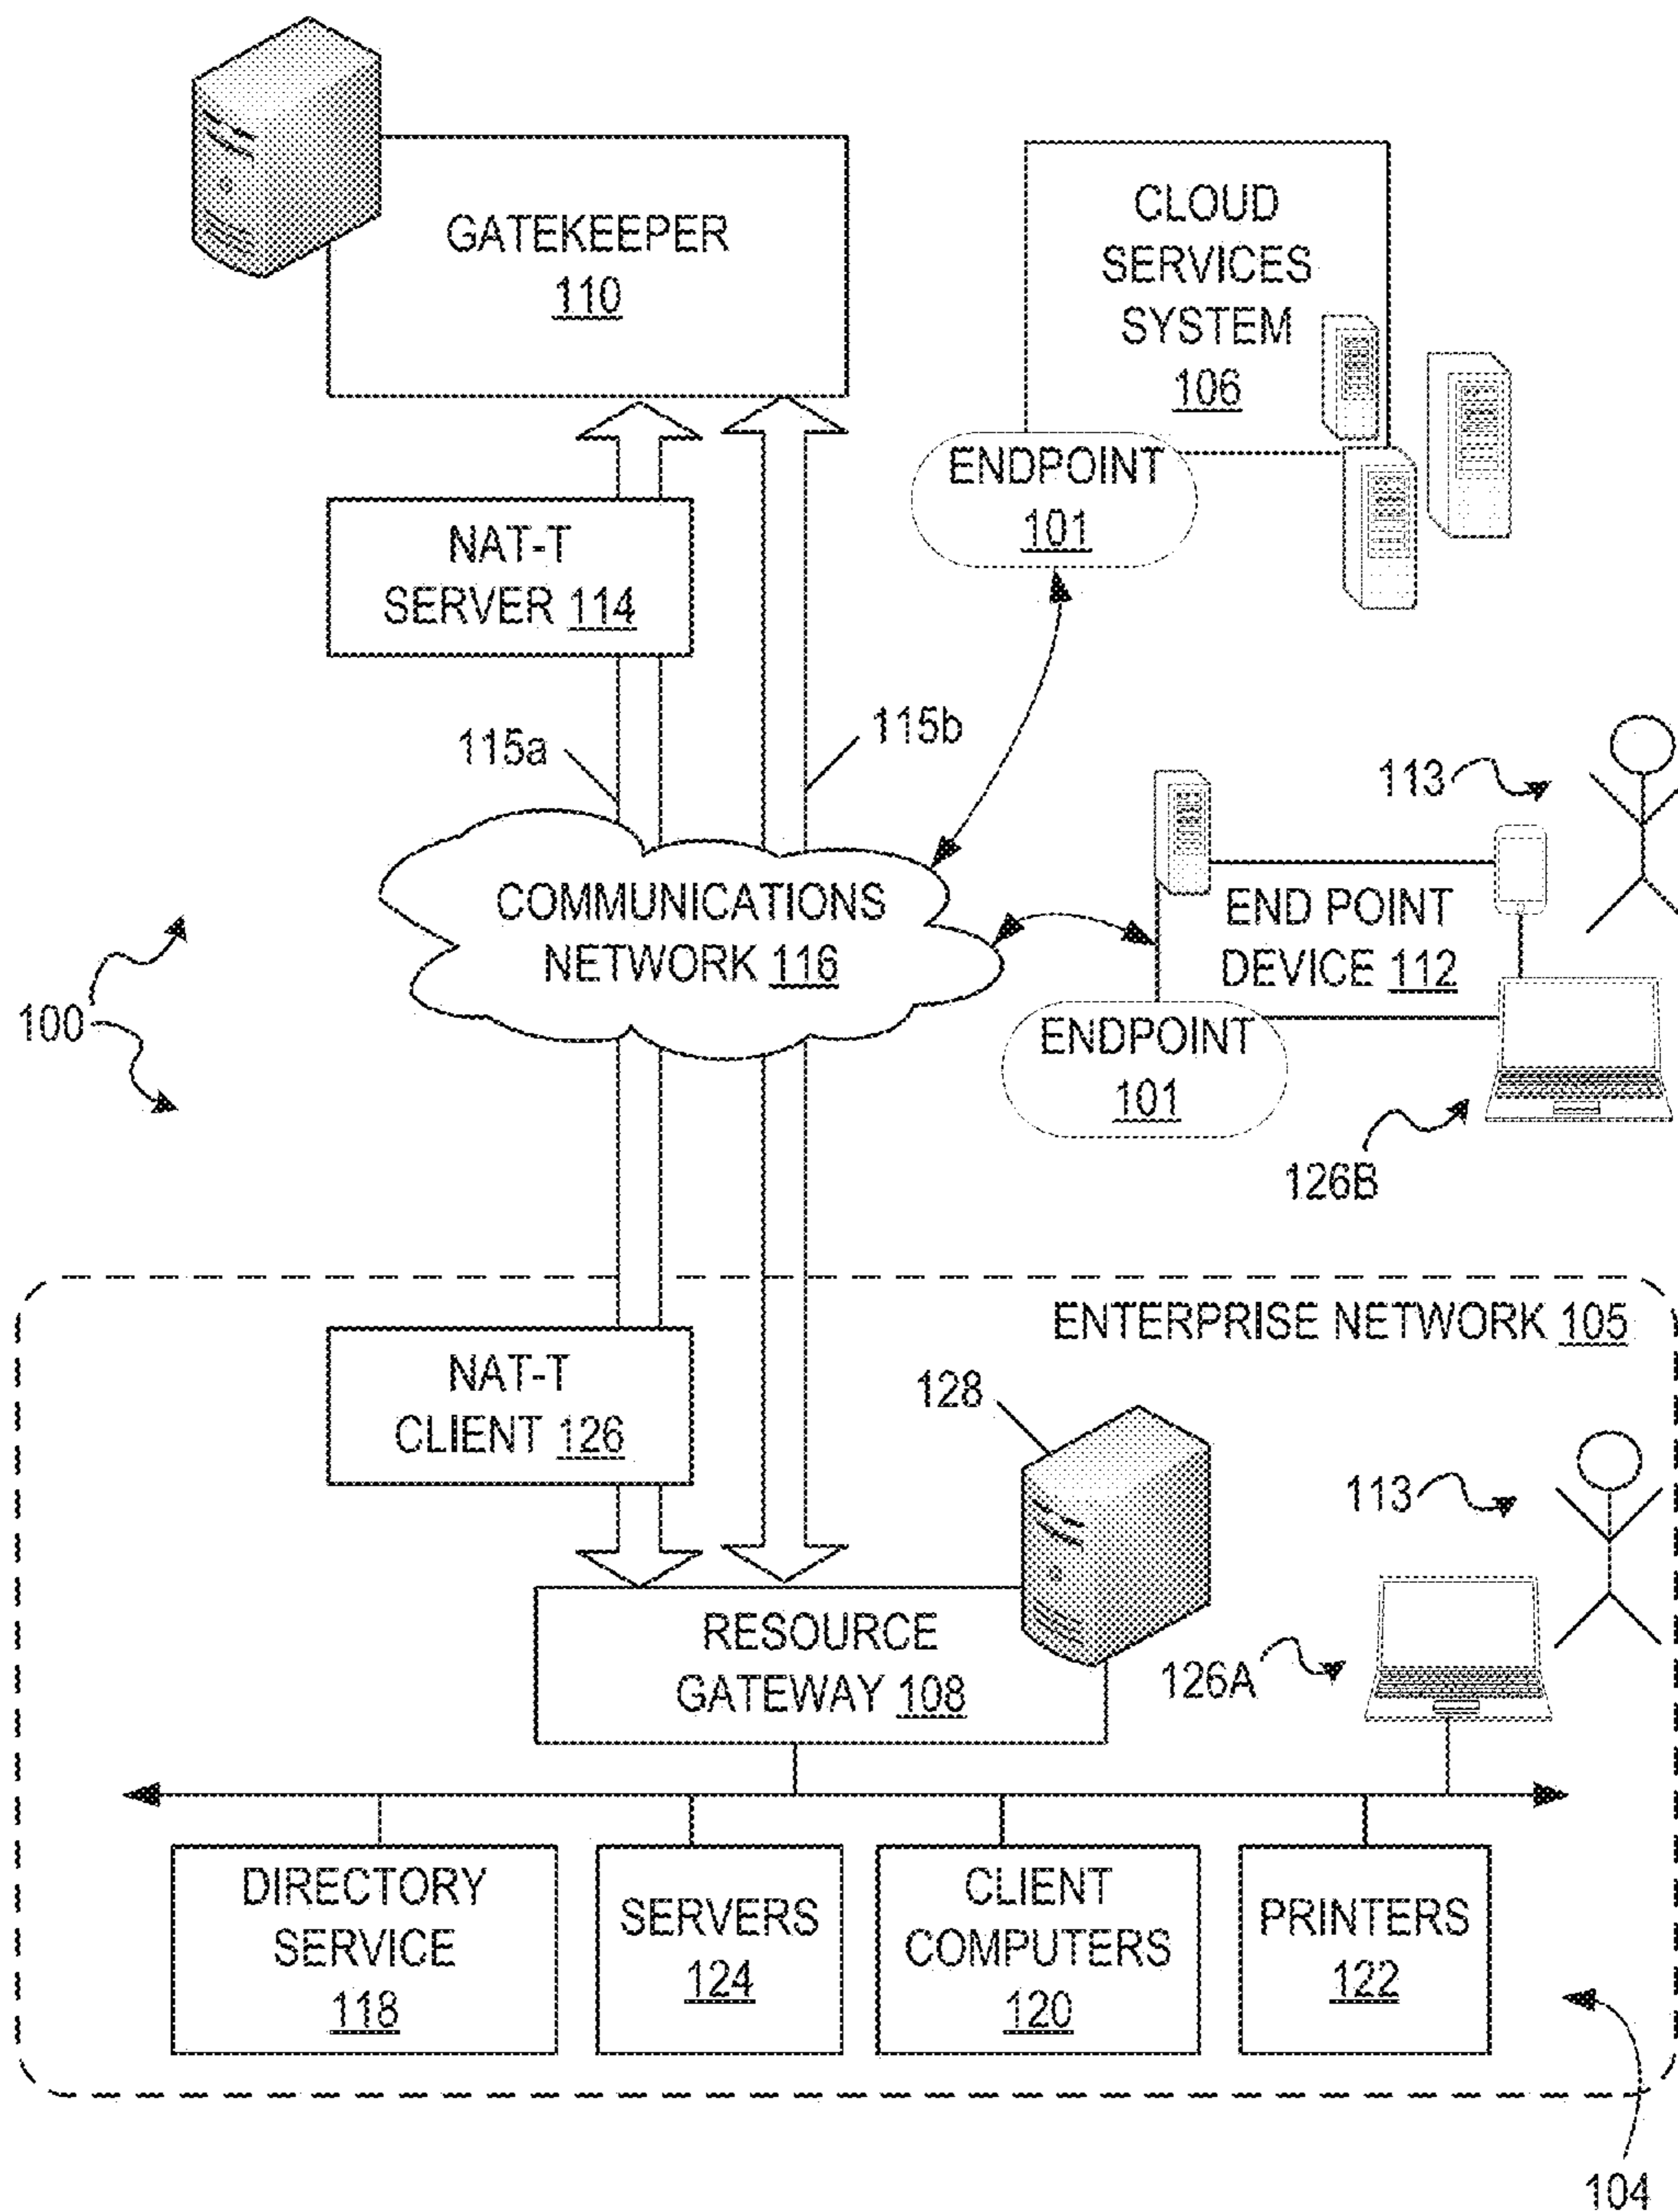 GATEKEEPER
110
CLOUD
SERVICES
SYSTEM
106
ENDPOINT
101
NAT-T
SERVER 114
115a
115b
113
COMMUNICATIONS
NETWORK 116
END POINT
DEVICE 112
100
ENDPOINT
101
126B
ENTERPRISE NETWORK 105
NAT-T
CLIENT 126
128
113
RESOURCE
GATEWAY 108
126A
DIRECTORY
SERVICE
118
SERVERS
124
CLIENT
COMPUTERS
120
PRINTERS
122
104